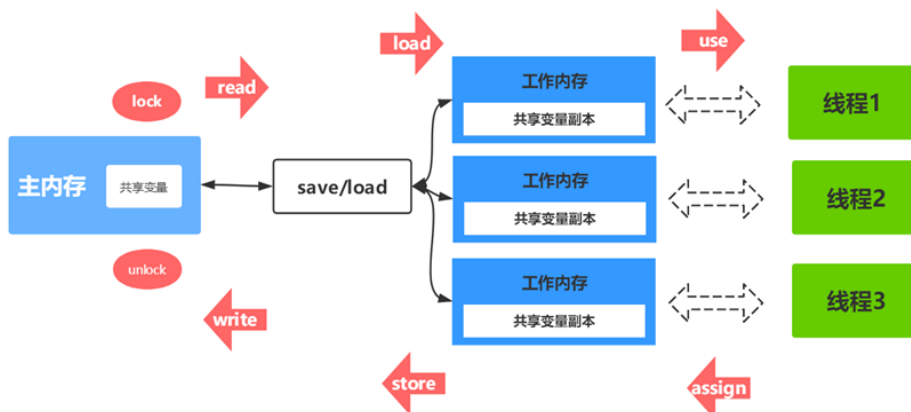 load
use
read
lock
工作内存
共享变量副本
线程1
主内存
共享变量
save/load
工作内存
共享变量副本
线程2
unlock
工作内存
共享变量副本
线程3
write
store
assign